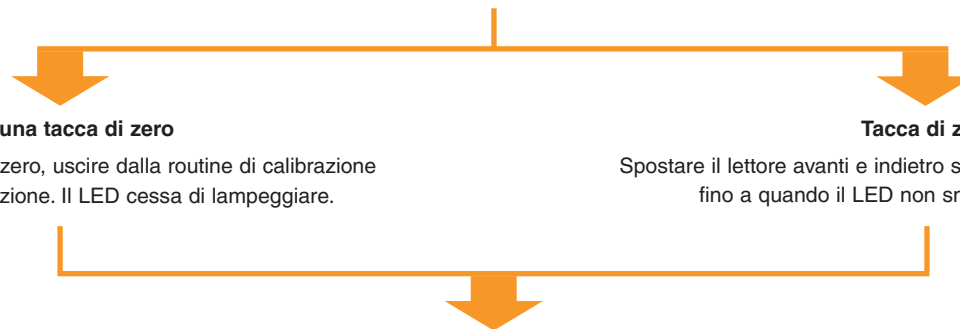 una tacca di zero
zero, uscire dalla routine di calibrazione
zione. Il LED cessa di lampeggiare.
Tacca di z
Spostare il lettore avanti e indietro s
fino a quando il LED non sm